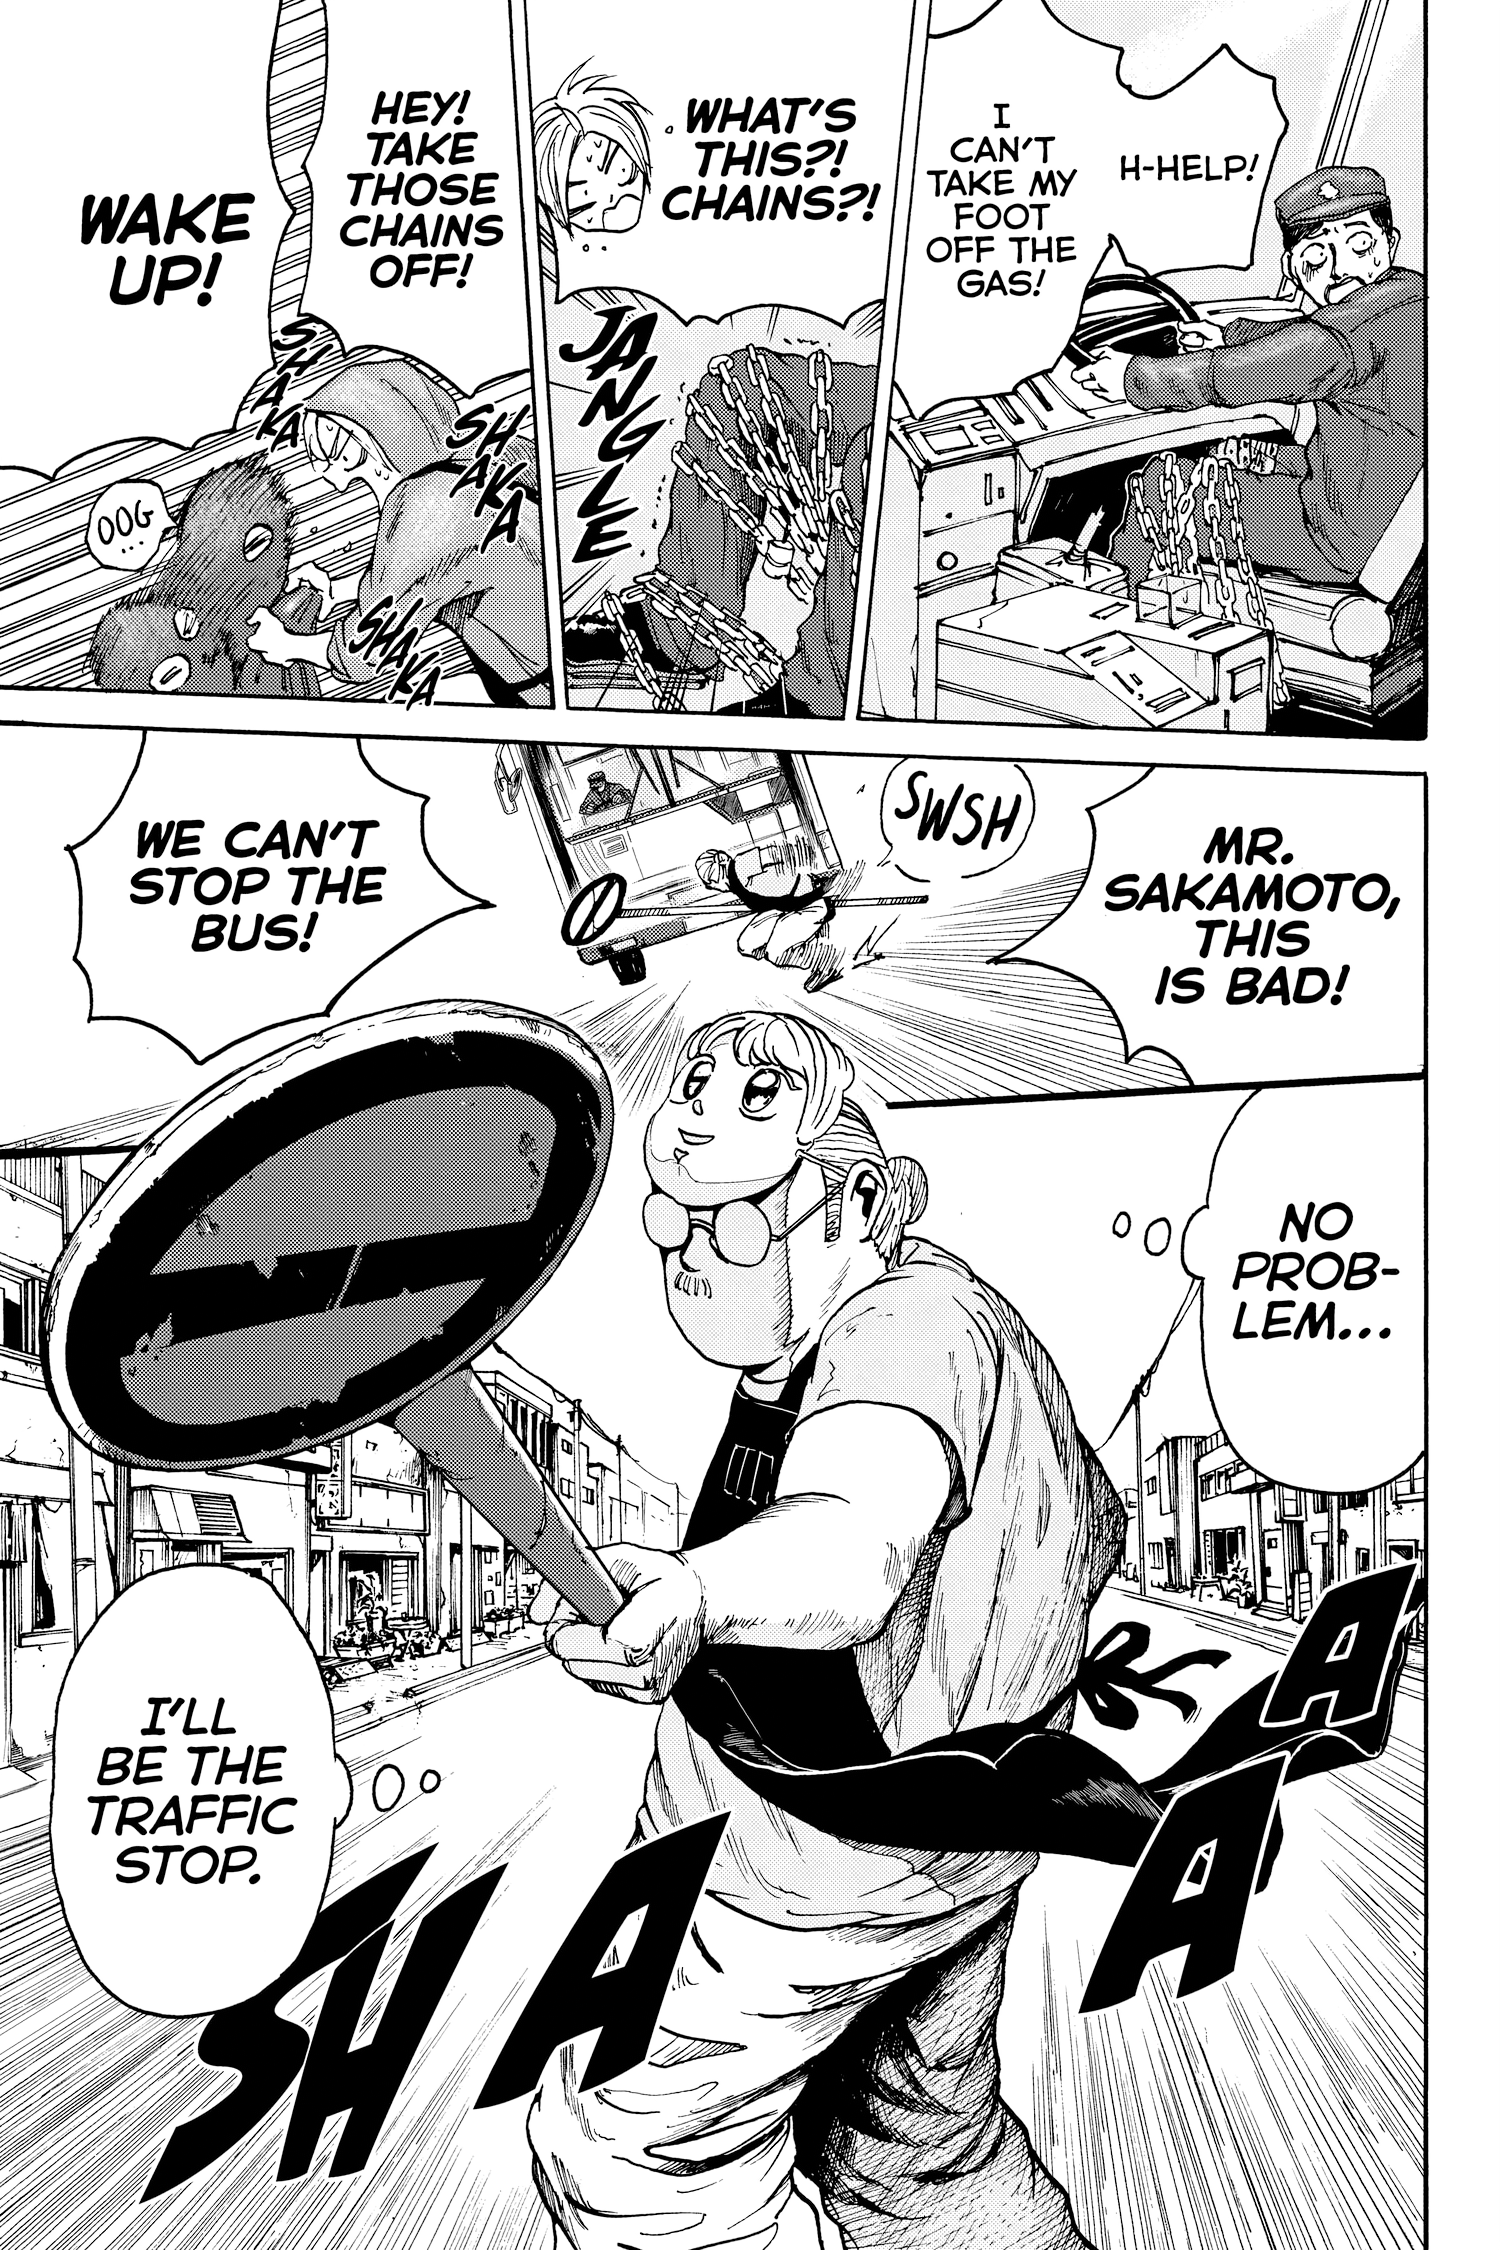 H-HELP!
I
CAN'T
TAKE MY
FOOT
OFF THE
GAS!
WHAT'S
THIS?!
CHAINS?!
JANGLE
HEY!
TAKE
THOSE
CHAINS
OFF!
WAKE
UP!
SHAKA
SHAKA
SHAKA
OOG
...
MR.
SAKAMOTO,
THIS
IS BAD!
SWSH
WE CAN'T
STOP THE
BUS!
NO
PROB-
LEM...
I'LL
BE THE
TRAFFIC
STOP.
SHAAA